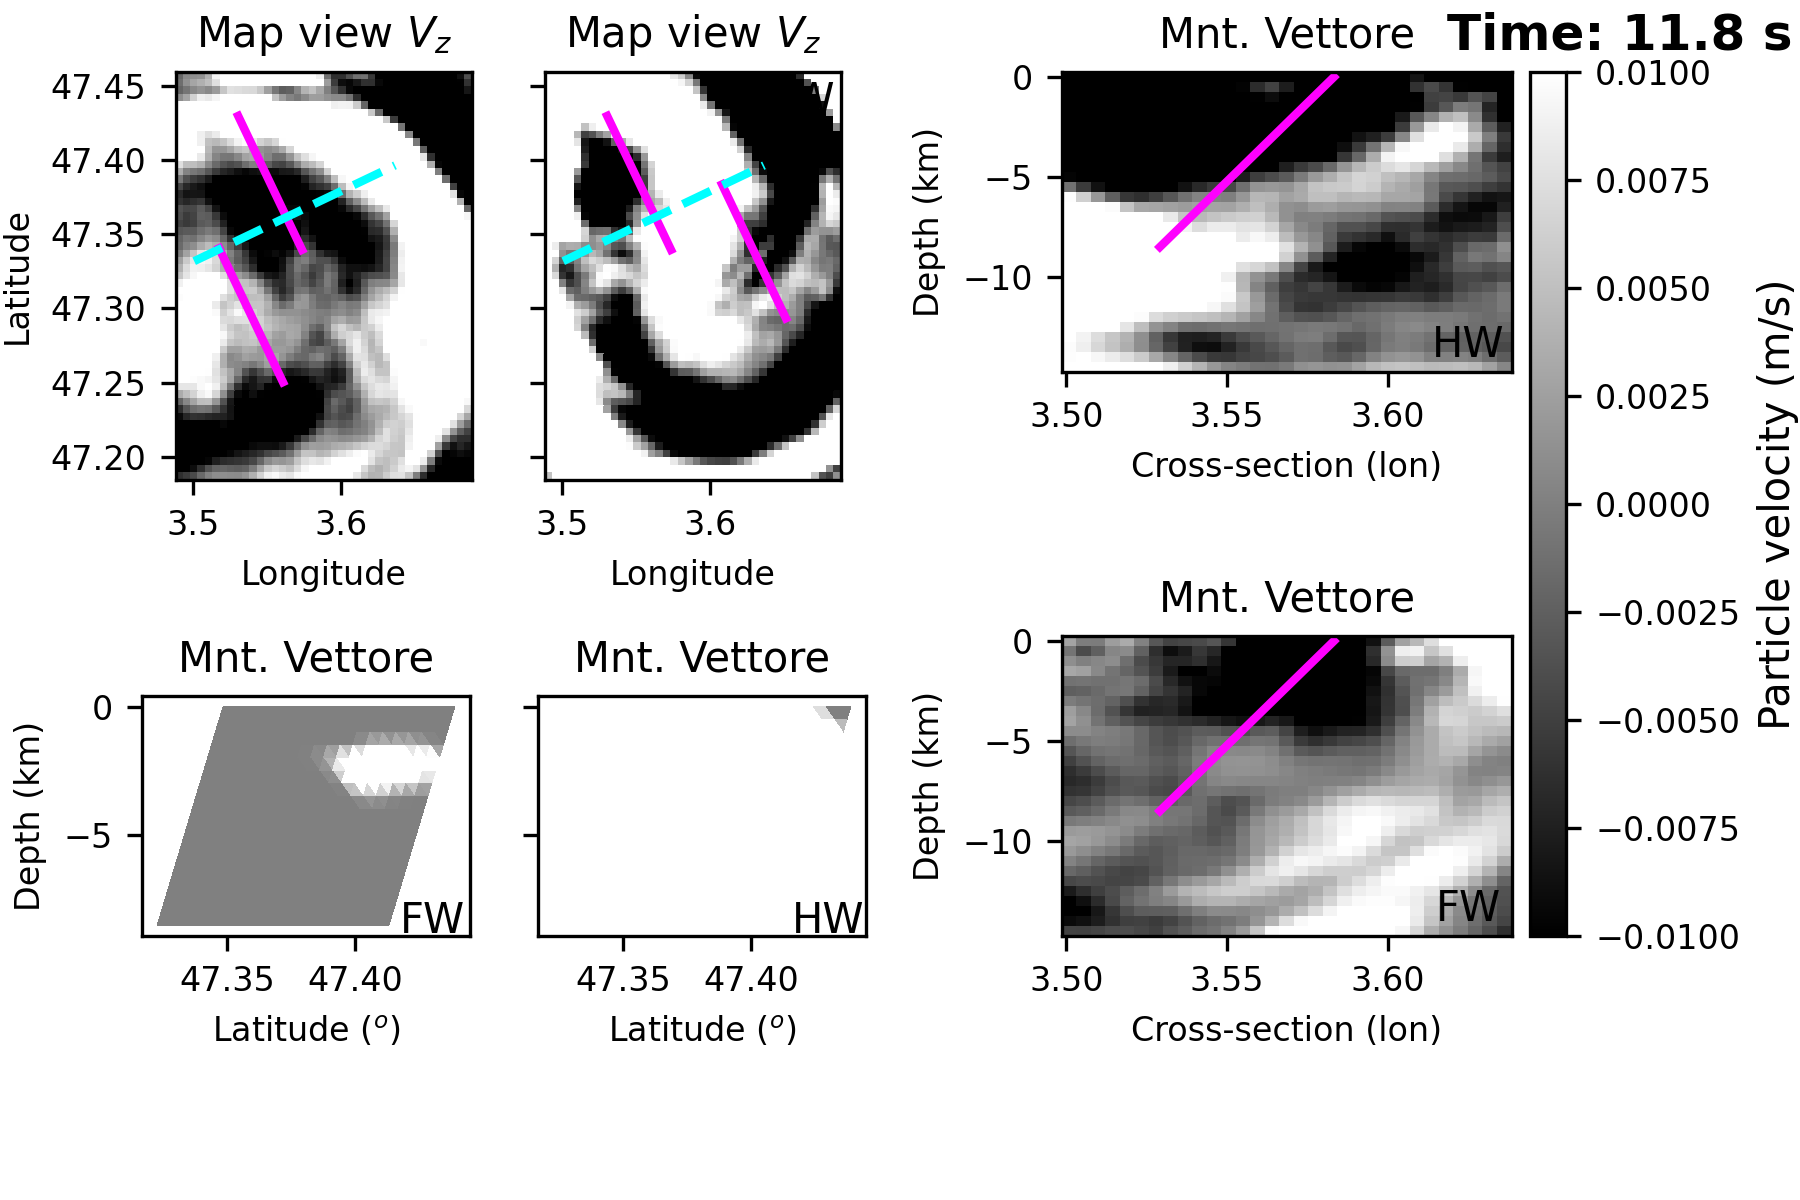 Map view Vz
Map view Vz
Mnt. Vettore
Time: 11.8 s
47.45
47.40
47.35
47.30
47.25
47.20
Latitude
3.5
3.6
Longitude
3.5
3.6
Longitude
0
−5
−10
Depth (km)
HW
3.50
3.55
3.60
Cross-section (lon)
0.0100
0.0075
0.0050
0.0025
0.0000
−0.0025
−0.0050
−0.0075
−0.0100
Particle velocity (m/s)
Mnt. Vettore
0
−5
Depth (km)
FW
47.35
47.40
Latitude (o)
Mnt. Vettore
HW
47.35
47.40
Latitude (o)
Mnt. Vettore
0
−5
−10
Depth (km)
FW
3.50
3.55
3.60
Cross-section (lon)